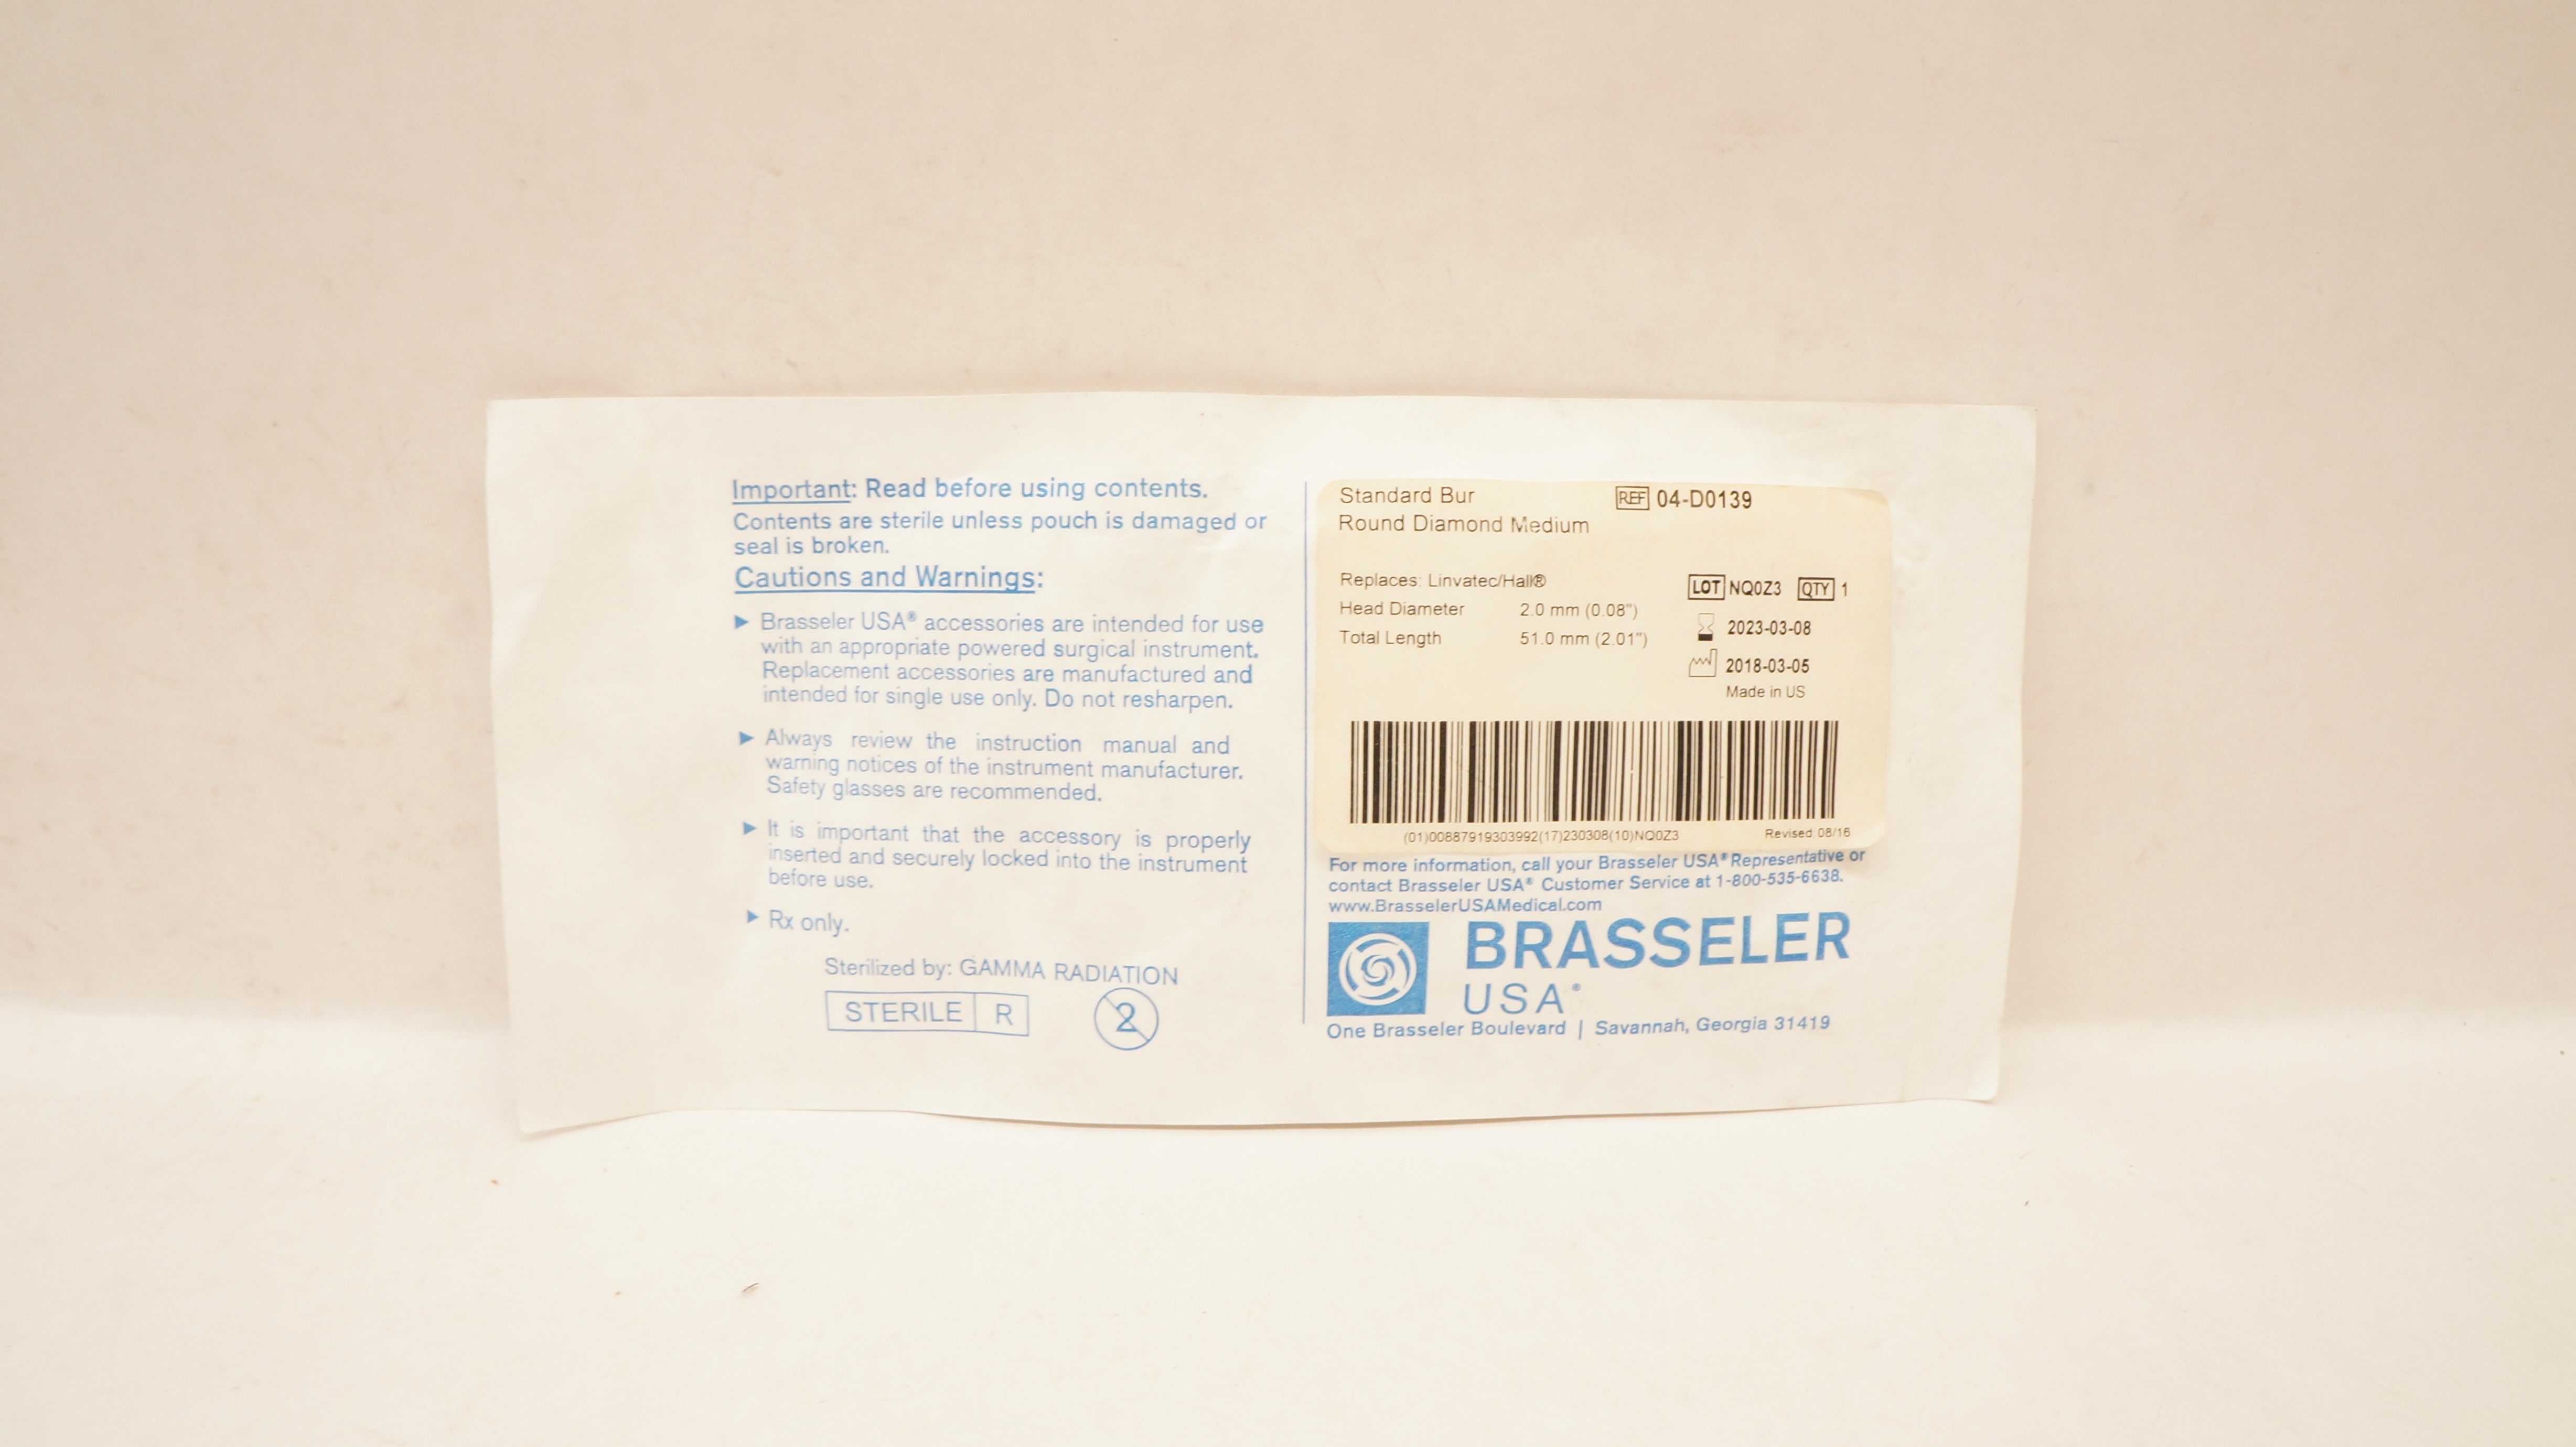 Important: Read before using contents.
Contents are sterile unless pouch is damaged or
seal is broken.
Cautions and Warnings:
▶ Brasseler USA® accessories are intended for use
with an appropriate powered surgical instrument.
Replacement accessories are manufactured and
intended for single use only. Do not resharpen.
▶ Always review the instruction manual and
warning notices of the instrument manufacturer.
Safety glasses are recommended.
▶ It is important that the accessory is properly
inserted and securely locked into the instrument
before use.
▶ Rx only.
Sterilized by: GAMMA RADIATION
STERILE R 2
Standard Bur REF 04-D0139
Round Diamond Medium
Replaces: Linvatec/Hall® LOT NQ0Z3 QTY 1
Head Diameter 2.0 mm (0.08")
2023-03-08
Total Length 51.0 mm (2.01")
2018-03-05
Made in US
(01)00887919303992(17)230308(10)NQ0Z3 Revised: 08/16
For more information, call your Brasseler USA® Representative or
contact Brasseler USA® Customer Service at 1-800-535-6638.
www.BrasselerUSAMedical.com
BRASSELER
USA®
One Brasseler Boulevard | Savannah, Georgia 31419